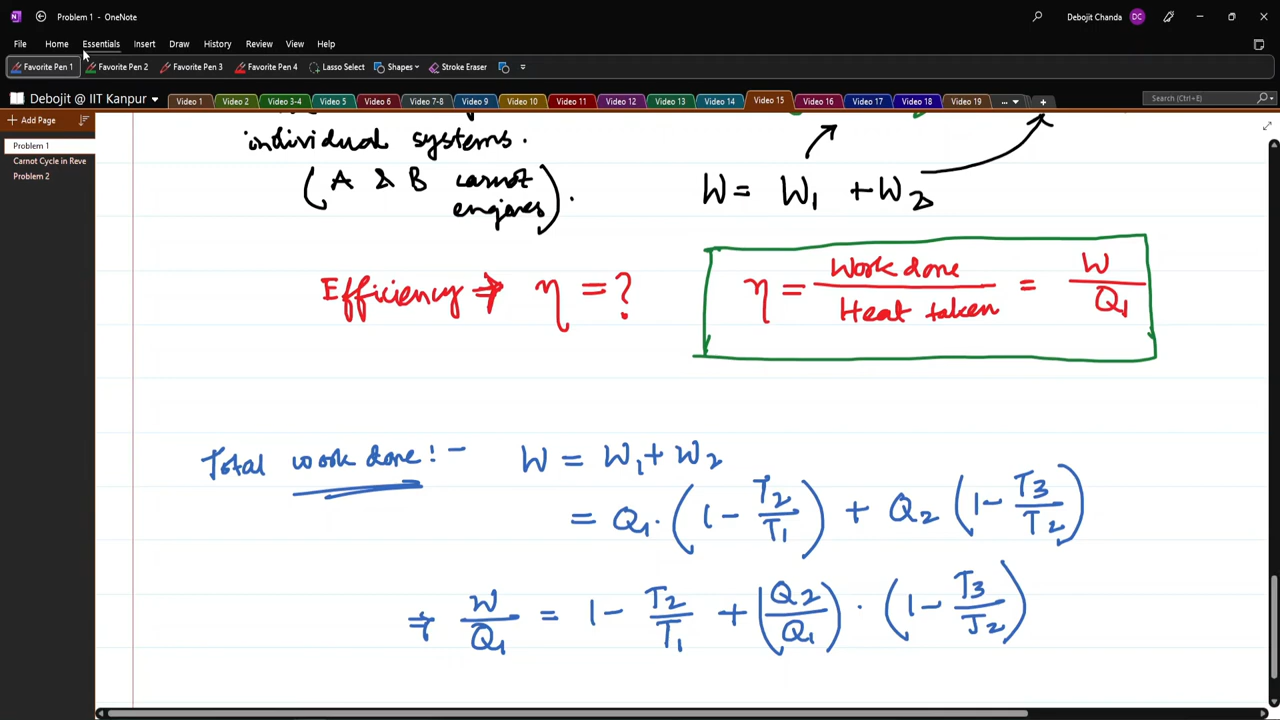 Problem 1 - OneNote
Debojit Chanda DC
File Home Essentials Insert Draw History Review View Help
Favorite Pen 1 Favorite Pen 2 Favorite Pen 3 Favorite Pen 4 Lasso Select Shapes Stroke Eraser
Debojit @ IIT Kanpur Video 1 Video 2 Video 3-4 Video 5 Video 6 Video 7-8 Video 9 Video 10 Video 11 Video 12 Video 13 Video 14 Video 15 Video 16 Video 17 Video 18 Video 19 ... + Search (Ctrl+E)
+ Add Page
Problem 1
Carnot Cycle in Reve
Problem 2
individual systems.
(A & B carnot engines).
W = W1 + W2
Efficiency ⇒ η = ?
η = Work done / Heat taken = W / Q1
Total work done :- W = W1 + W2
= Q1 · (1 - T2/T1) + Q2 (1 - T3/T2)
⇒ W/Q1 = 1 - T2/T1 + (Q2/Q1) · (1 - T3/T2)